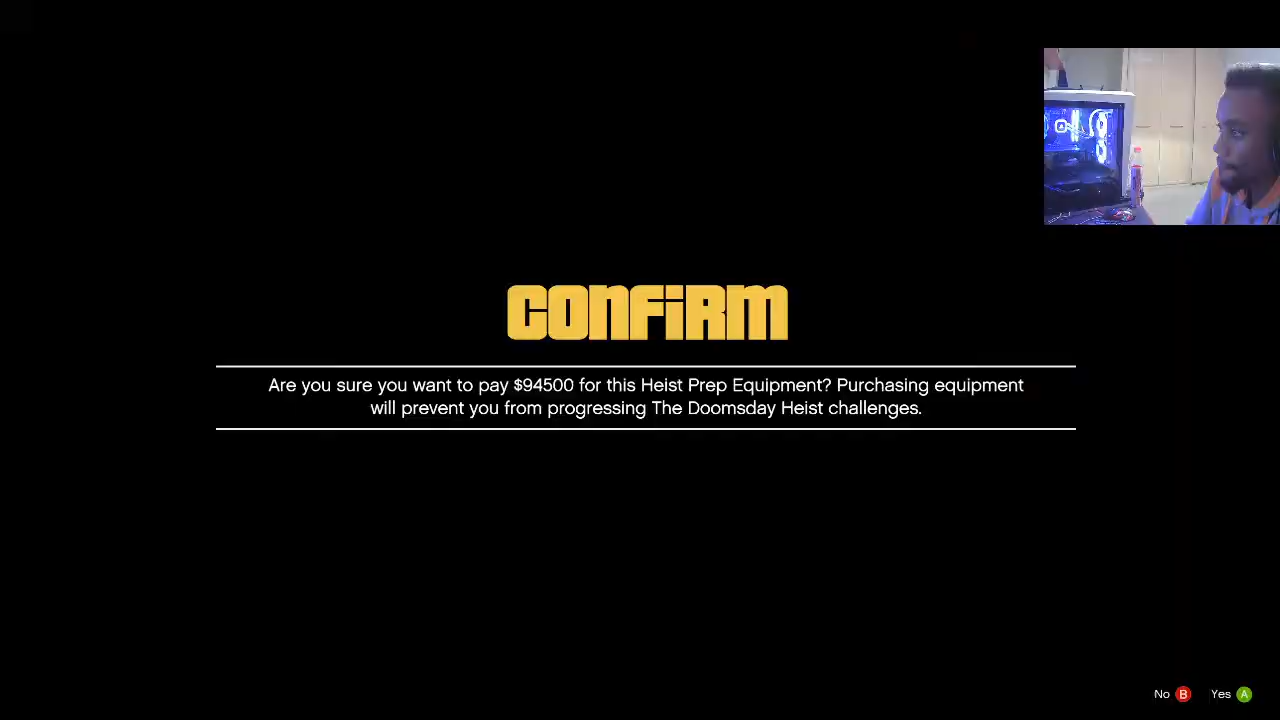 CONFIRM
Are you sure you want to pay $94500 for this Heist Prep Equipment? Purchasing equipment
will prevent you from progressing The Doomsday Heist challenges.
No B Yes A